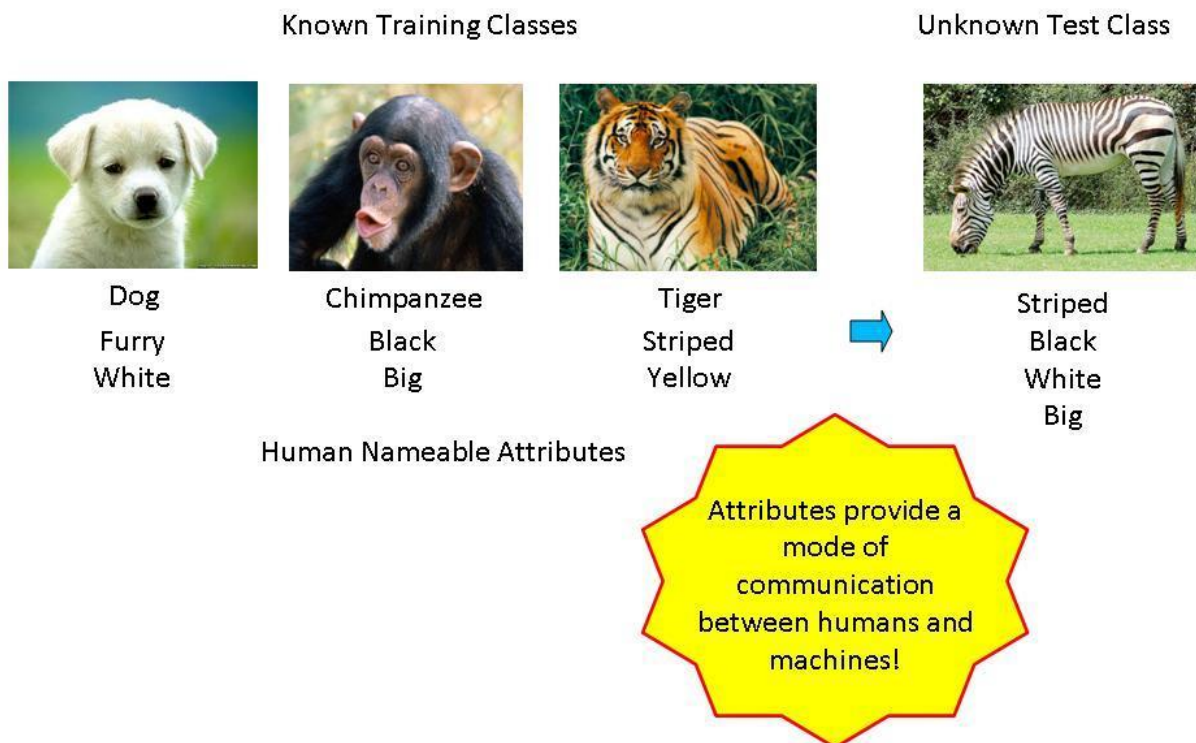 Known Training Classes
Unknown Test Class
Dog
Furry
White
Chimpanzee
Black
Big
Tiger
Striped
Yellow
Striped
Black
White
Big
Human Nameable Attributes
Attributes provide a
mode of
communication
between humans and
machines!